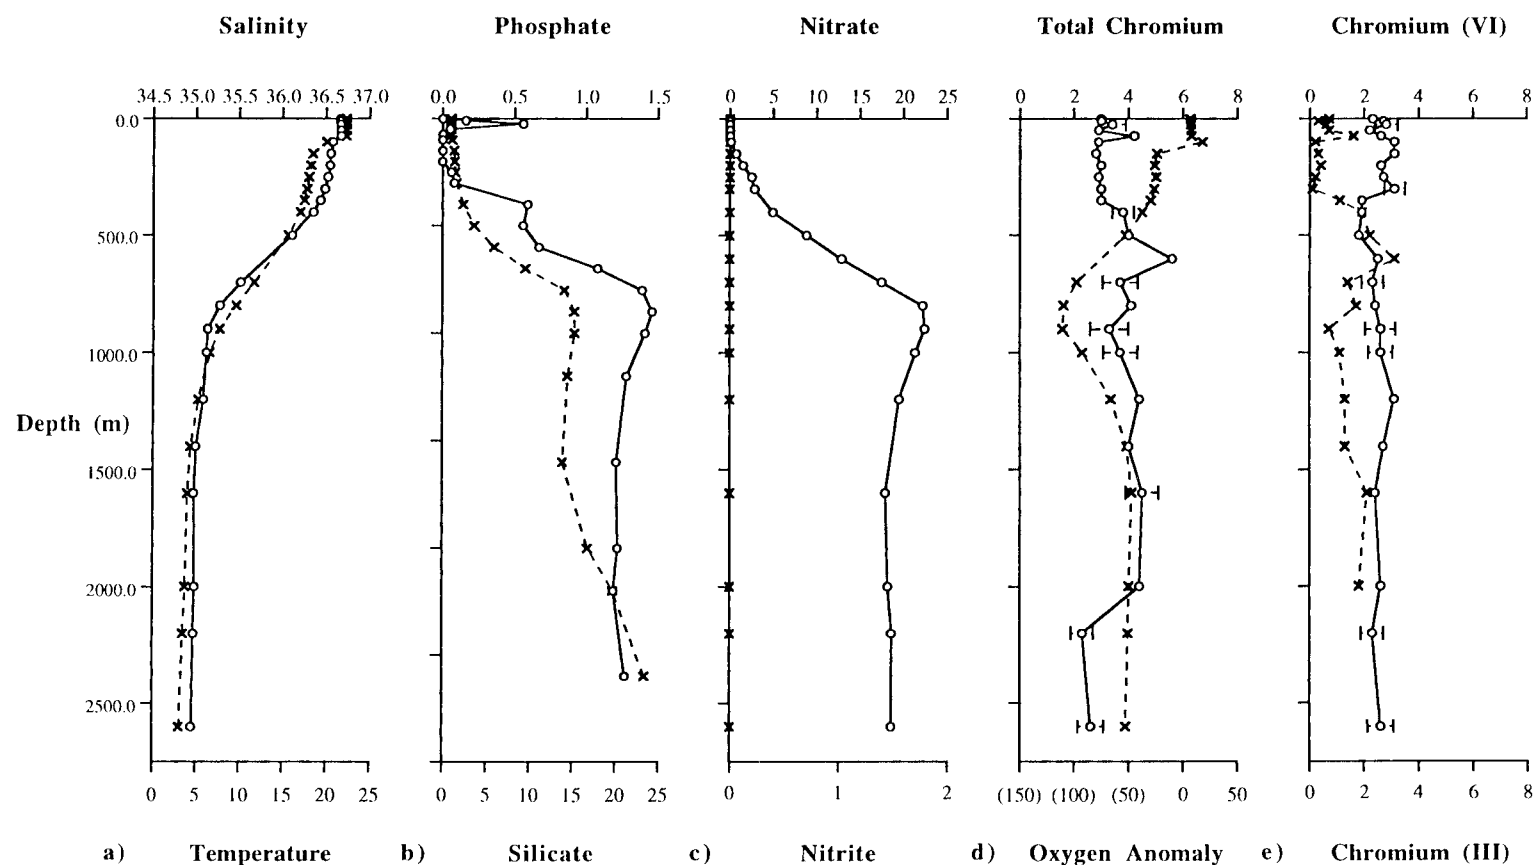 Salinity Phosphate Nitrate Total Chromium Chromium (VI)
34.5 35.0 35.5 36.0 36.5 37.0 0.0 0.5 1.0 1.5 0 5 10 15 20 25 0 2 4 6 8 0 2 4 6 8
0.0
500.0
1000.0
Depth (m)
1500.0
2000.0
2500.0
0 5 10 15 20 25 0 5 10 15 20 25 0 1 2 (150) (100) (50) 0 50 0 2 4 6 8
a) Temperature b) Silicate c) Nitrite d) Oxygen Anomaly e) Chromium (III)